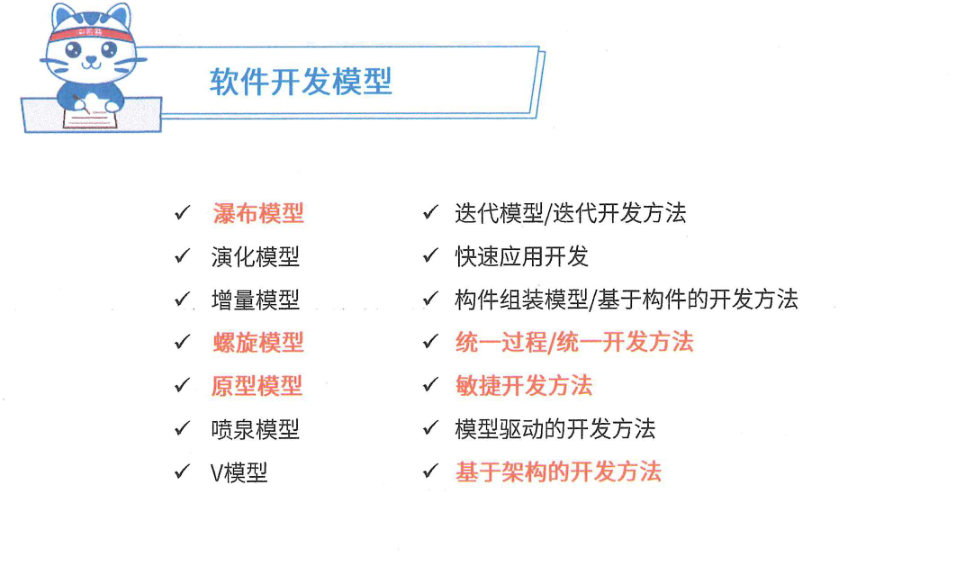 软件开发模型
✓ 瀑布模型
✓ 演化模型
✓ 增量模型
✓ 螺旋模型
✓ 原型模型
✓ 喷泉模型
✓ V模型
✓ 迭代模型/迭代开发方法
✓ 快速应用开发
✓ 构件组装模型/基于构件的开发方法
✓ 统一过程/统一开发方法
✓ 敏捷开发方法
✓ 模型驱动的开发方法
✓ 基于架构的开发方法